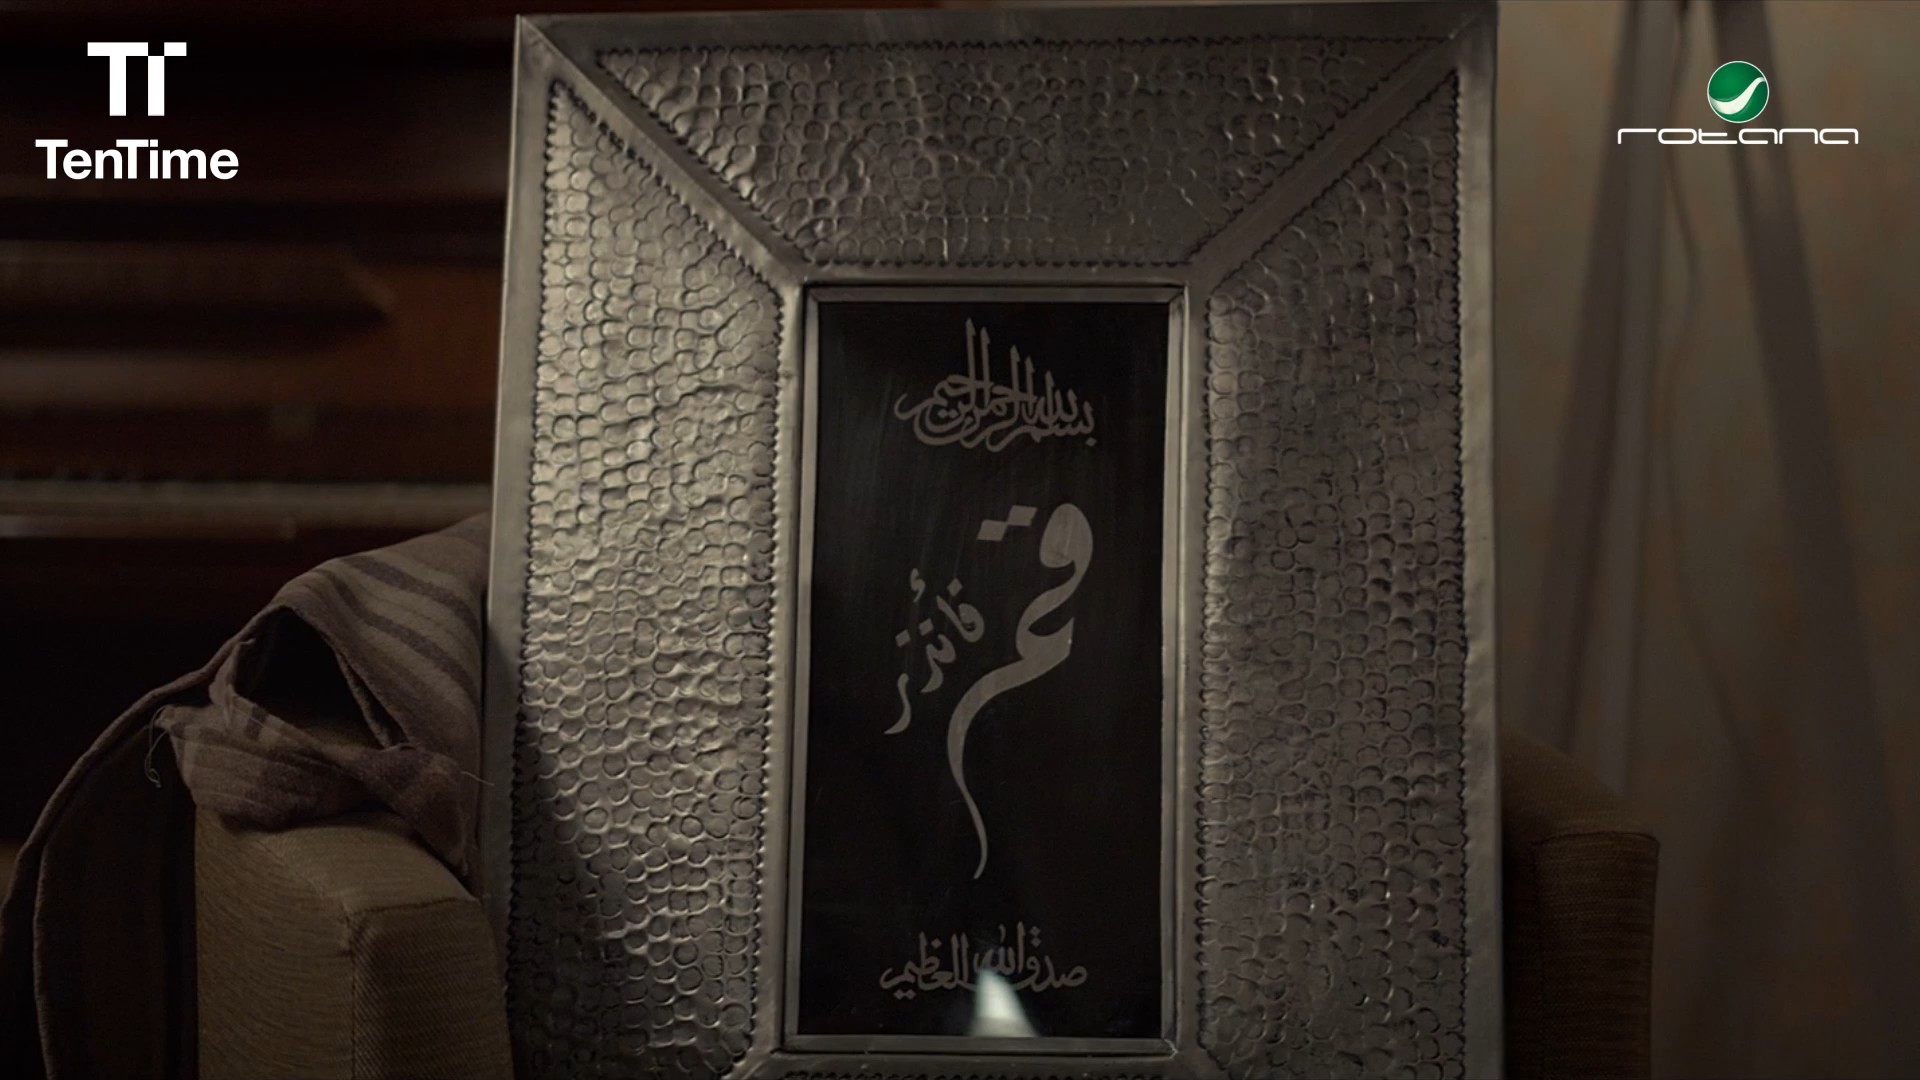 TenTime
rotana
بسم الله الرحمن الرحيم
قم
فأنذر
صدق الله العظيم